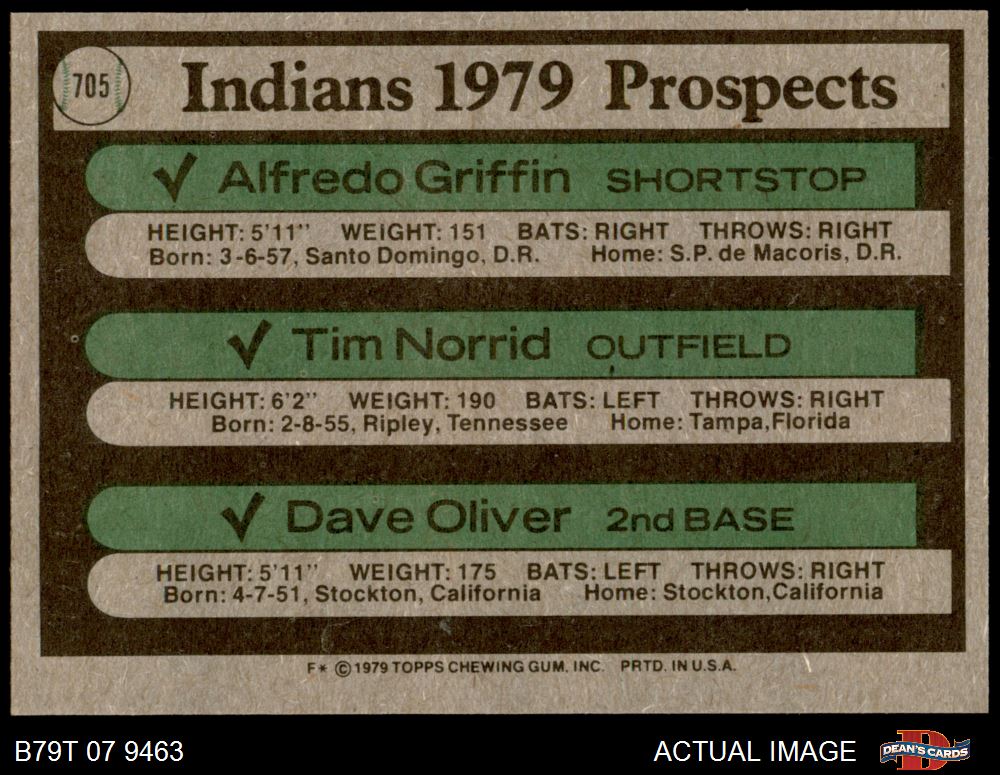 705
Indians 1979 Prospects
✓ Alfredo Griffin SHORTSTOP
HEIGHT: 5'11" WEIGHT: 151 BATS: RIGHT THROWS: RIGHT
Born: 3-6-57, Santo Domingo, D.R. Home: S.P. de Macoris, D.R.
✓ Tim Norrid OUTFIELD
HEIGHT: 6'2" WEIGHT: 190 BATS: LEFT THROWS: RIGHT
Born: 2-8-55, Ripley, Tennessee Home: Tampa,Florida
✓ Dave Oliver 2nd BASE
HEIGHT: 5'11" WEIGHT: 175 BATS: LEFT THROWS: RIGHT
Born: 4-7-51, Stockton, California Home: Stockton,California
F* ©1979 TOPPS CHEWING GUM, INC. PRTD. IN U.S.A.
B79T 07 9463 ACTUAL IMAGE
D
DEAN'S CARDS